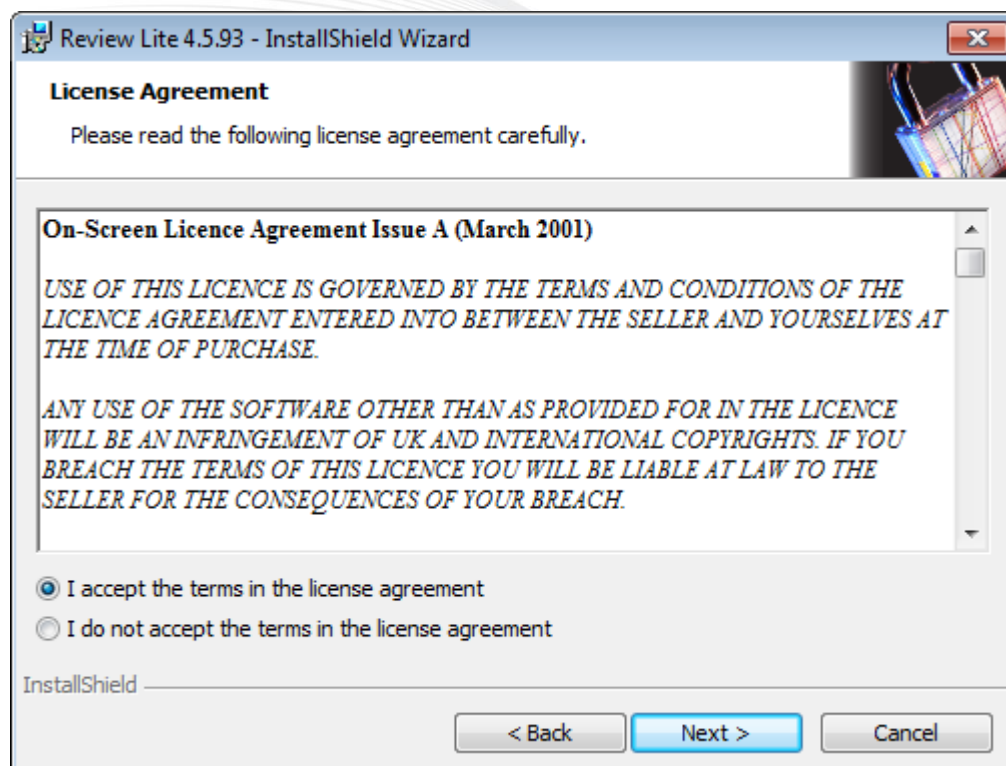 Review Lite 4.5.93 - InstallShield Wizard
License Agreement
Please read the following license agreement carefully.
On-Screen Licence Agreement Issue A (March 2001)
USE OF THIS LICENCE IS GOVERNED BY THE TERMS AND CONDITIONS OF THE
LICENCE AGREEMENT ENTERED INTO BETWEEN THE SELLER AND YOURSELVES AT
THE TIME OF PURCHASE.
ANY USE OF THE SOFTWARE OTHER THAN AS PROVIDED FOR IN THE LICENCE
WILL BE AN INFRINGEMENT OF UK AND INTERNATIONAL COPYRIGHTS. IF YOU
BREACH THE TERMS OF THIS LICENCE YOU WILL BE LIABLE AT LAW TO THE
SELLER FOR THE CONSEQUENCES OF YOUR BREACH.
I accept the terms in the license agreement
I do not accept the terms in the license agreement
InstallShield
< Back Next > Cancel